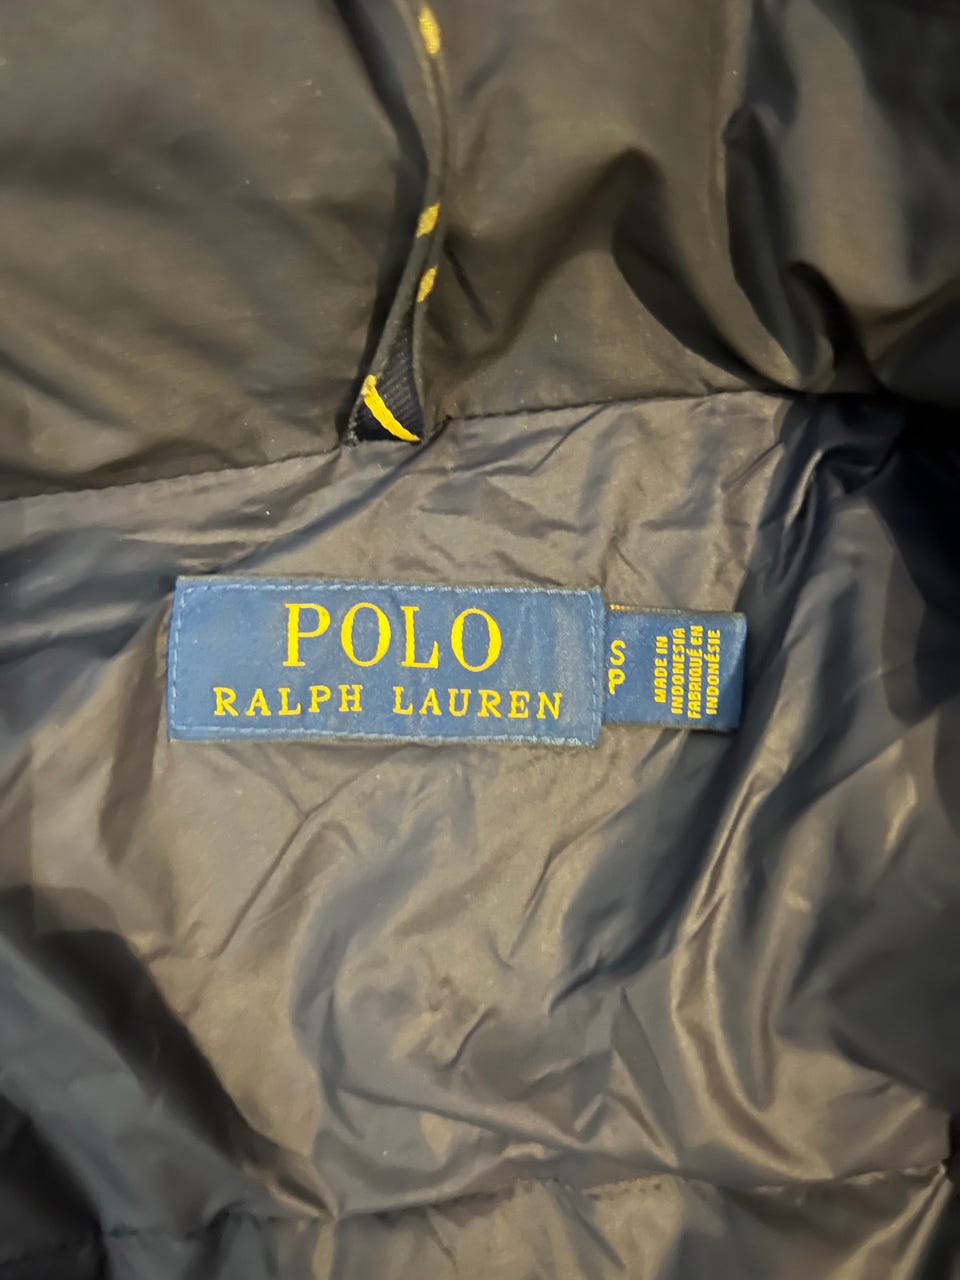 POLO
RALPH LAUREN
S
P
MADE IN
INDONESIA
FABRIQUÉ EN
INDONÉSIE